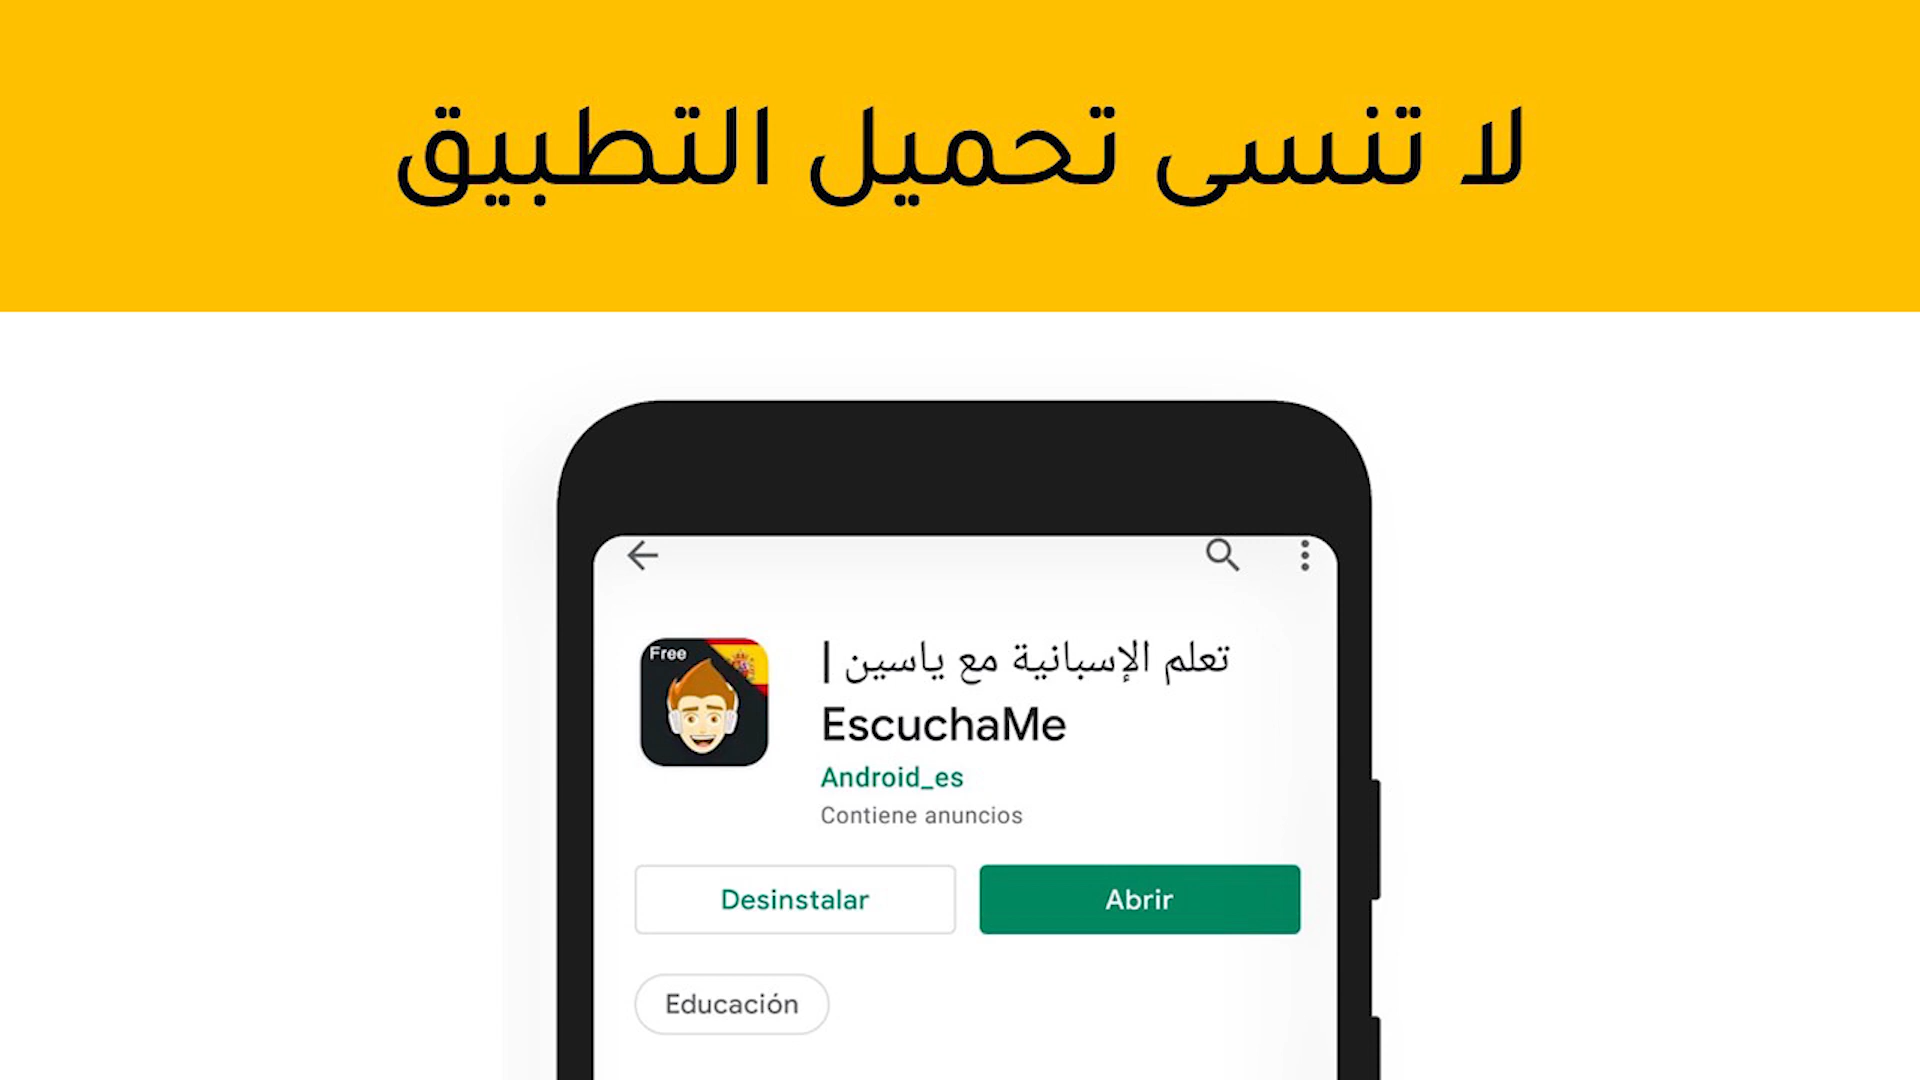 لا تنسى تحميل التطبيق
Free
تعلم الإسبانية مع ياسين |
EscuchaMe
Android_es
Contiene anuncios
Desinstalar
Abrir
Educación